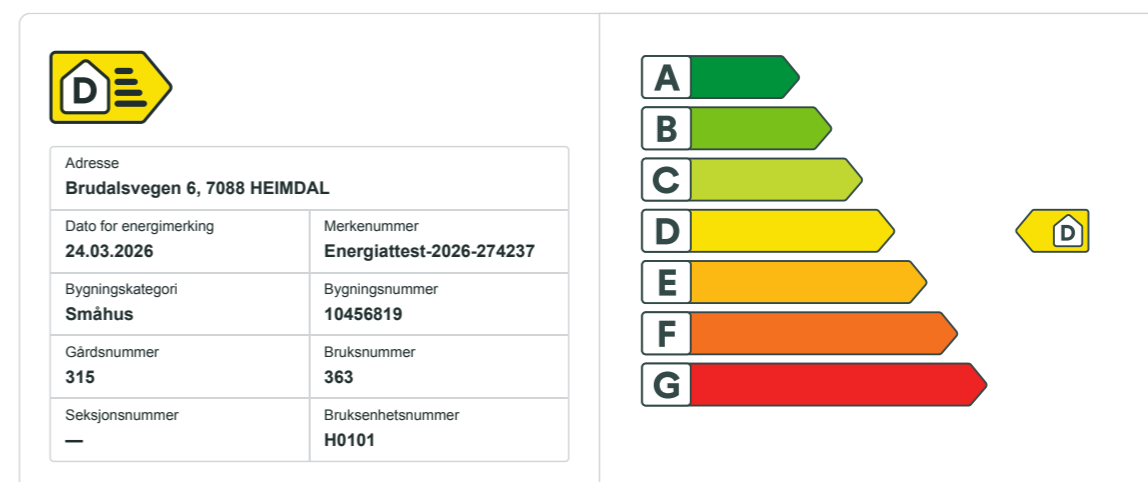 D
Adresse
Brudalsvegen 6, 7088 HEIMDAL
Dato for energimerking
24.03.2026
Merkenummer
Energiattest-2026-274237
Bygningskategori
Småhus
Bygningsnummer
10456819
Gårdsnummer
315
Bruksnummer
363
Seksjonsnummer
—
Bruksenhetsnummer
H0101
A
B
C
D
D
E
F
G